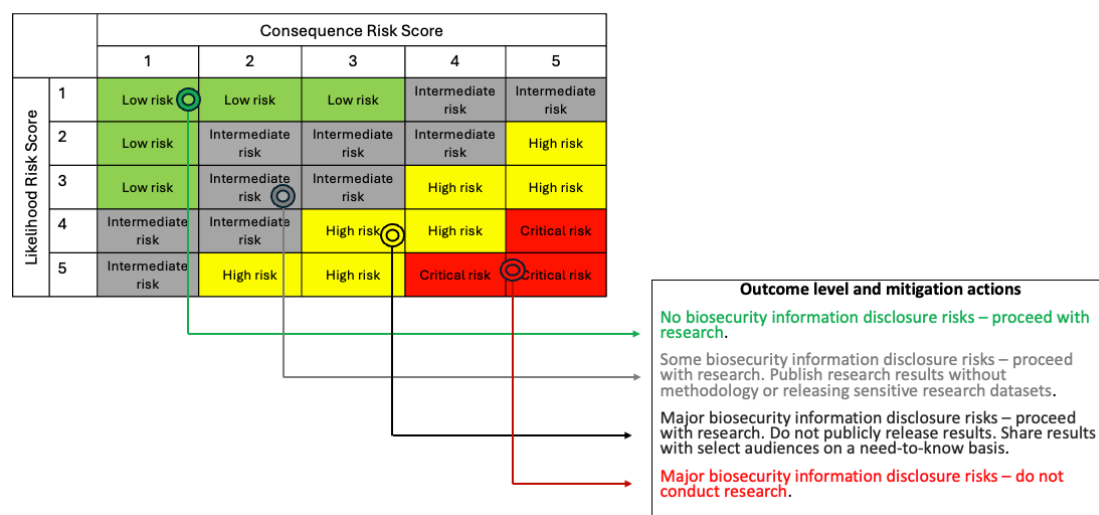 Consequence Risk Score
1 2 3 4 5
Likelihood Risk Score
1 Low risk Low risk Low risk Intermediate risk Intermediate risk
2 Low risk Intermediate risk Intermediate risk Intermediate risk High risk
3 Low risk Intermediate risk Intermediate risk High risk High risk
4 Intermediate risk Intermediate risk High risk High risk Critical risk
5 Intermediate risk High risk High risk Critical risk Critical risk
Outcome level and mitigation actions
No biosecurity information disclosure risks – proceed with
research.
Some biosecurity information disclosure risks – proceed
with research. Publish research results without
methodology or releasing sensitive research datasets.
Major biosecurity information disclosure risks – proceed
with research. Do not publicly release results. Share results
with select audiences on a need-to-know basis.
Major biosecurity information disclosure risks – do not
conduct research.